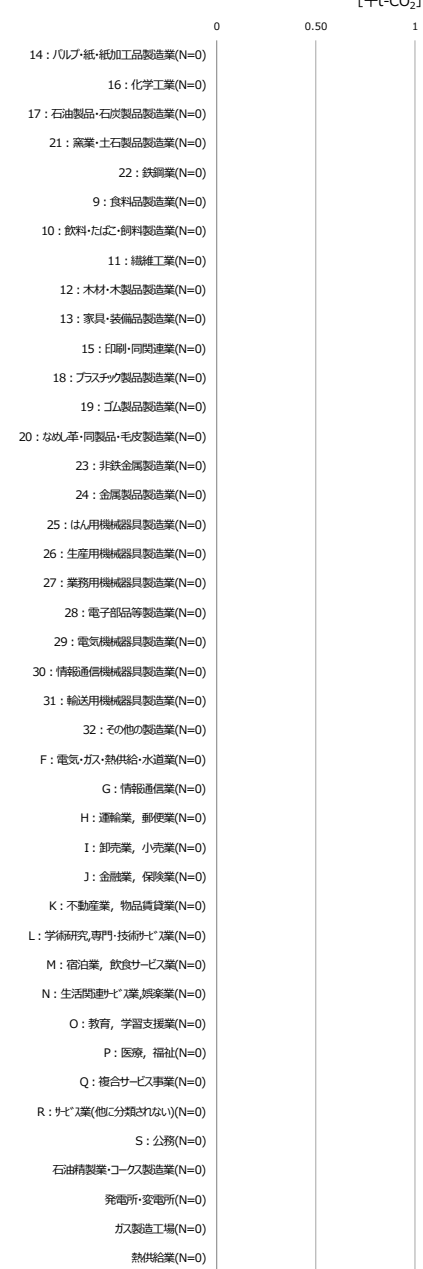 [千t-CO₂]
0 0.50 1
14：パルプ･紙･紙加工品製造業(N=0)
16：化学工業(N=0)
17：石油製品･石炭製品製造業(N=0)
21：窯業･土石製品製造業(N=0)
22：鉄鋼業(N=0)
9：食料品製造業(N=0)
10：飲料･たばこ･飼料製造業(N=0)
11：繊維工業(N=0)
12：木材･木製品製造業(N=0)
13：家具･装備品製造業(N=0)
15：印刷･同関連業(N=0)
18：プラスチック製品製造業(N=0)
19：ゴム製品製造業(N=0)
20：なめし革･同製品･毛皮製造業(N=0)
23：非鉄金属製造業(N=0)
24：金属製品製造業(N=0)
25：はん用機械器具製造業(N=0)
26：生産用機械器具製造業(N=0)
27：業務用機械器具製造業(N=0)
28：電子部品等製造業(N=0)
29：電気機械器具製造業(N=0)
30：情報通信機械器具製造業(N=0)
31：輸送用機械器具製造業(N=0)
32：その他の製造業(N=0)
F：電気･ガス･熱供給･水道業(N=0)
G：情報通信業(N=0)
H：運輸業，郵便業(N=0)
I：卸売業，小売業(N=0)
J：金融業，保険業(N=0)
K：不動産業，物品賃貸業(N=0)
L：学術研究,専門･技術ｻｰﾋﾞｽ業(N=0)
M：宿泊業，飲食サービス業(N=0)
N：生活関連ｻｰﾋﾞｽ業,娯楽業(N=0)
O：教育，学習支援業(N=0)
P：医療，福祉(N=0)
Q：複合サービス事業(N=0)
R：ｻｰﾋﾞｽ業(他に分類されない)(N=0)
S：公務(N=0)
石油精製業･コークス製造業(N=0)
発電所･変電所(N=0)
ガス製造工場(N=0)
熱供給業(N=0)